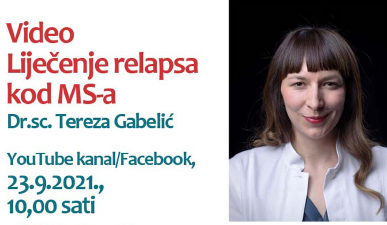 Video
Liječenje relapsa
kod MS-a
Dr.sc. Tereza Gabelić
YouTube kanal/Facebook,
23.9.2021.,
10,00 sati